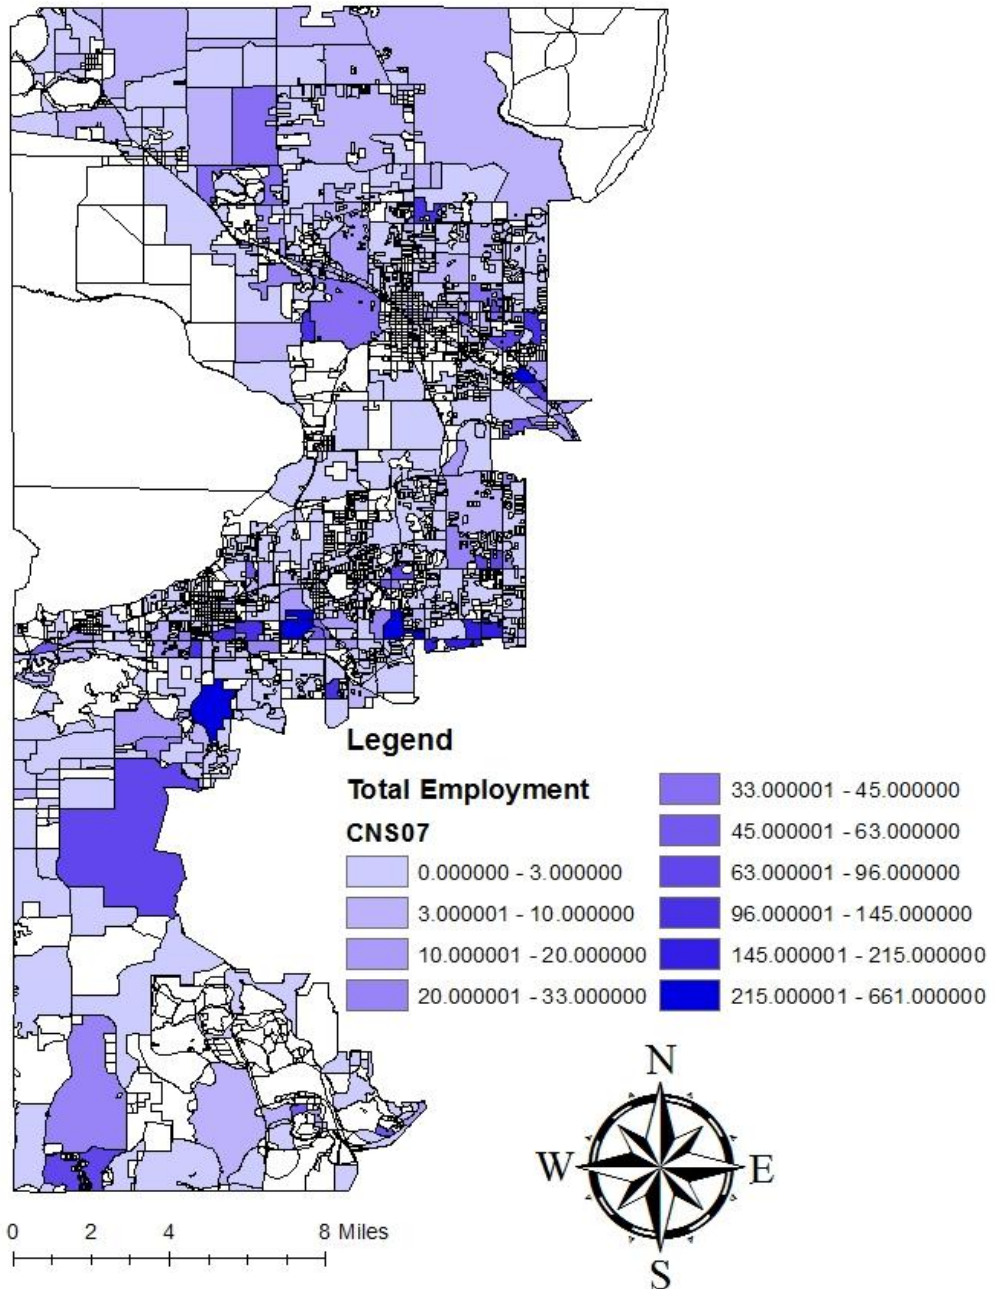 Legend
Total Employment
CNS07
0.000000 - 3.000000
3.000001 - 10.000000
10.000001 - 20.000000
20.000001 - 33.000000
33.000001 - 45.000000
45.000001 - 63.000000
63.000001 - 96.000000
96.000001 - 145.000000
145.000001 - 215.000000
215.000001 - 661.000000
N
W E
S
0 2 4 8 Miles